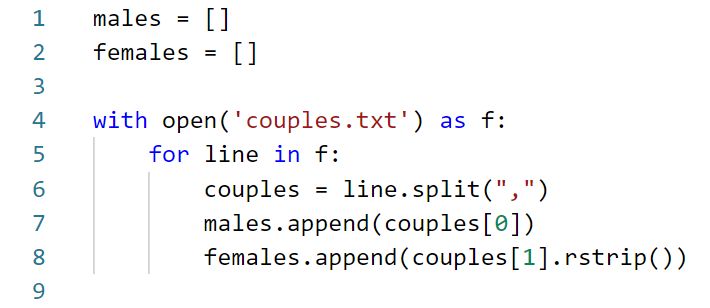 1 males = []
2 females = []
3
4 with open('couples.txt') as f:
5     for line in f:
6         couples = line.split(",")
7         males.append(couples[0])
8         females.append(couples[1].rstrip())
9